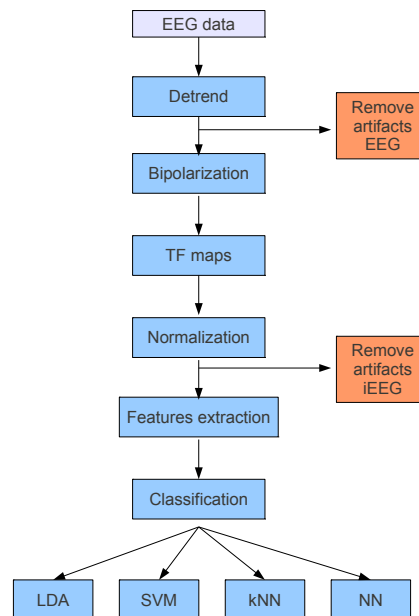 EEG data
Detrend
Remove
artifacts
EEG
Bipolarization
TF maps
Normalization
Remove
artifacts
iEEG
Features extraction
Classification
LDA
SVM
kNN
NN